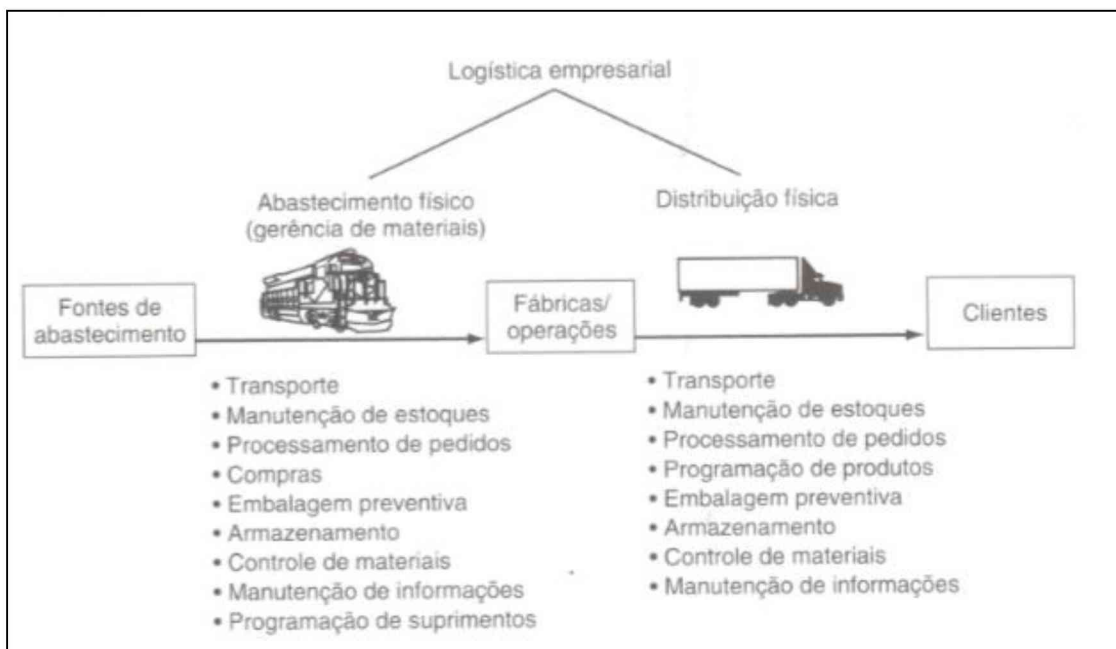 Logística empresarial
Abastecimento físico
(gerência de materiais)
Distribuição física
Fontes de
abastecimento
Fábricas/
operações
Clientes
• Transporte
• Manutenção de estoques
• Processamento de pedidos
• Compras
• Embalagem preventiva
• Armazenamento
• Controle de materiais
• Manutenção de informações
• Programação de suprimentos
• Transporte
• Manutenção de estoques
• Processamento de pedidos
• Programação de produtos
• Embalagem preventiva
• Armazenamento
• Controle de materiais
• Manutenção de informações